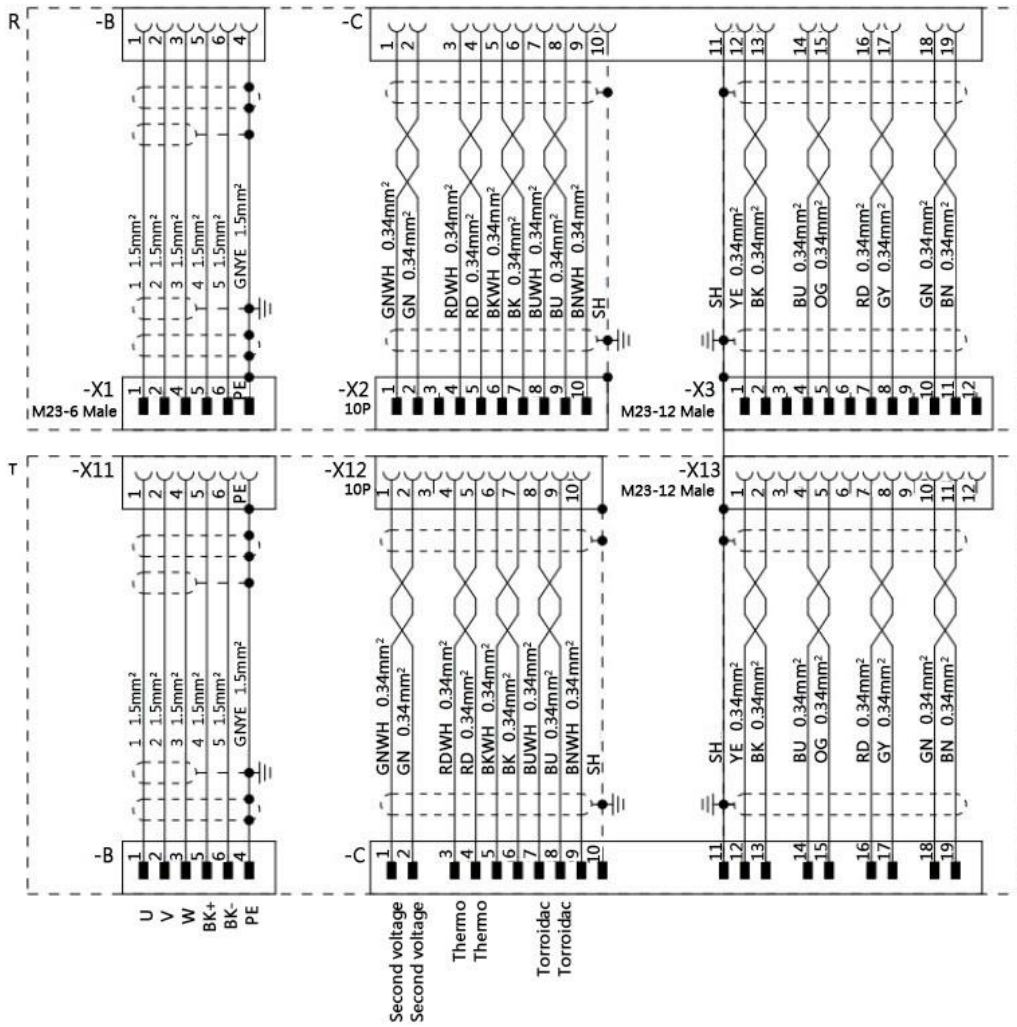 R
-B
1 2 3 5 6 4
-C
1 2 3 4 5 6 7 8 9 10 11 12 13 14 15 16 17 18 19
1 1.5mm²
2 1.5mm²
3 1.5mm²
4 1.5mm²
5 1.5mm²
GNYE 1.5mm²
GNWH 0.34mm²
GN 0.34mm²
RDWH 0.34mm²
RD 0.34mm²
BKWH 0.34mm²
BK 0.34mm²
BUWH 0.34mm²
BU 0.34mm²
BNWH 0.34mm²
SH
SH
YE 0.34mm²
BK 0.34mm²
BU 0.34mm²
OG 0.34mm²
RD 0.34mm²
GY 0.34mm²
GN 0.34mm²
BN 0.34mm²
-X1
M23-6 Male
1 2 4 5 6 PE
-X2
10P
1 2 3 4 5 6 7 8 9 10
-X3
M23-12 Male
1 2 3 4 5 6 7 8 9 10 11 12
T
-X11
1 2 4 5 6 PE
-X12
10P
1 2 3 4 5 6 7 8 9 10
-X13
M23-12 Male
1 2 3 4 5 6 7 8 9 10 11 12
1 1.5mm²
2 1.5mm²
3 1.5mm²
4 1.5mm²
5 1.5mm²
GNYE 1.5mm²
GNWH 0.34mm²
GN 0.34mm²
RDWH 0.34mm²
RD 0.34mm²
BKWH 0.34mm²
BK 0.34mm²
BUWH 0.34mm²
BU 0.34mm²
BNWH 0.34mm²
SH
SH
YE 0.34mm²
BK 0.34mm²
BU 0.34mm²
OG 0.34mm²
RD 0.34mm²
GY 0.34mm²
GN 0.34mm²
BN 0.34mm²
-B
1 2 3 5 6 4
-C
1 2 3 4 5 6 7 8 9 10 11 12 13 14 15 16 17 18 19
U
V
W
BK+
BK-
PE
Second voltage
Second voltage
Thermo
Thermo
Torroidac
Torroidac